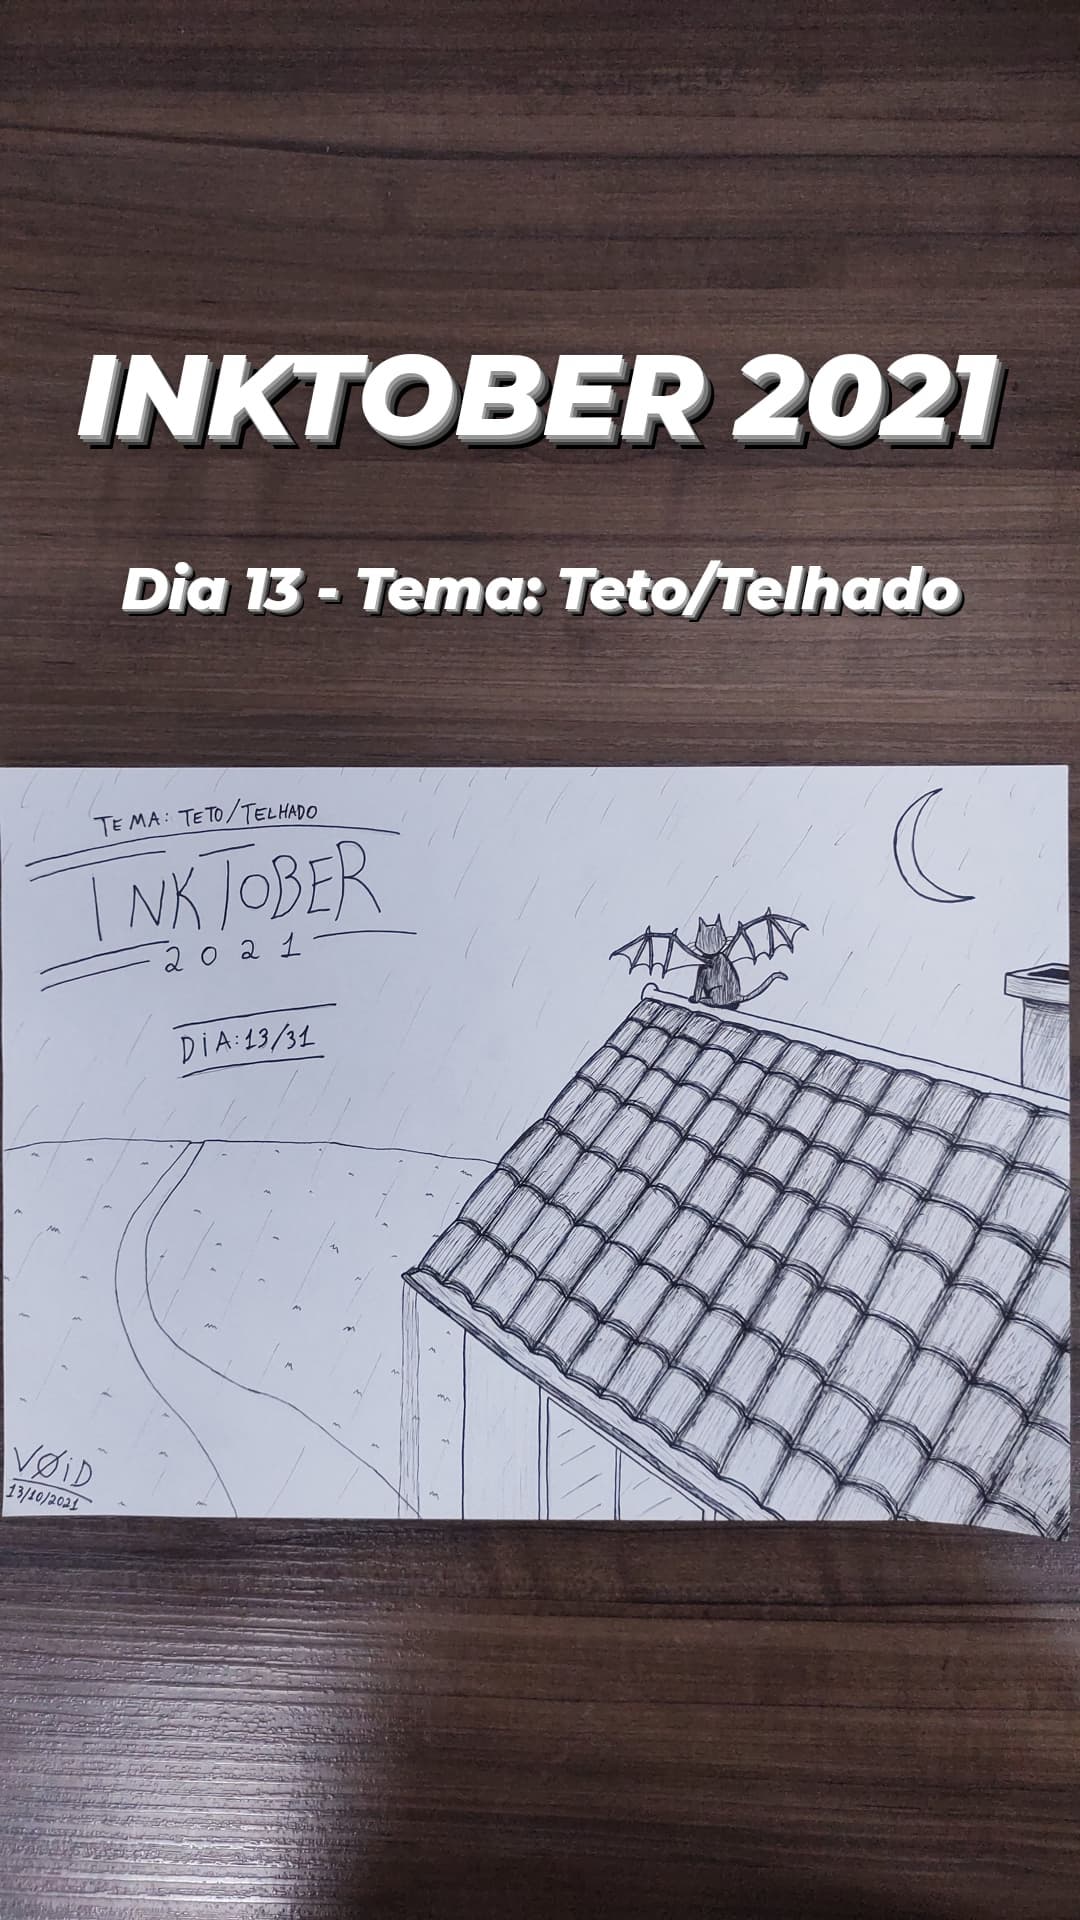 INKTOBER 2021
Dia 13 - Tema: Teto/Telhado
TEMA: TETO/TELHADO
INKTOBER
2021
DiA:13/31
VØiD
13/10/2021